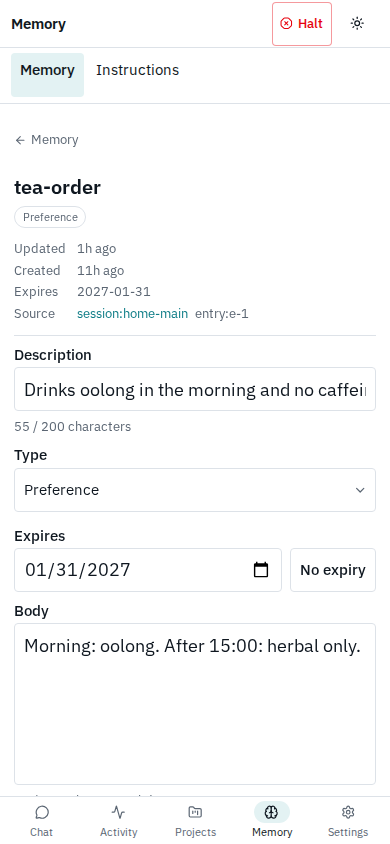 Memory
Halt
Memory
Instructions
Memory
tea-order
Preference
Updated 1h ago
Created 11h ago
Expires 2027-01-31
Source session:home-main entry:e-1
Description
Drinks oolong in the morning and no
55 / 200 characters
Type
Preference
Expires
01/31/2027
No expiry
Body
Morning: oolong. After 15:00: herbal only.
Chat
Activity
Projects
Memory
Settings